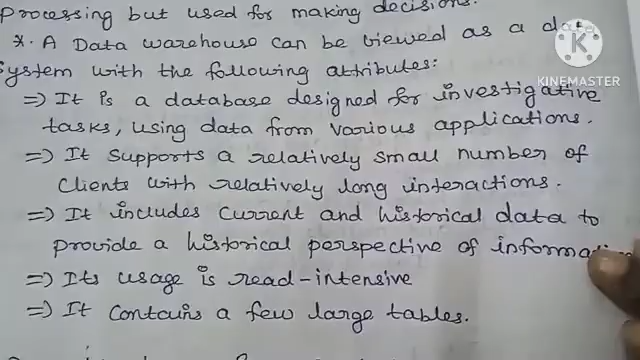 Processing but used for making decisions.
*. A Data warehouse can be viewed as a
System with the following attributes:
=> It is a database designed for investigative
tasks, using data from various applications.
=> It supports a relatively small number of
clients with relatively long interactions.
=> It includes current and historical data to
provide a historical perspective of
=> Its usage is read-intensive
=> It contains a few large tables.
KINEMASTER